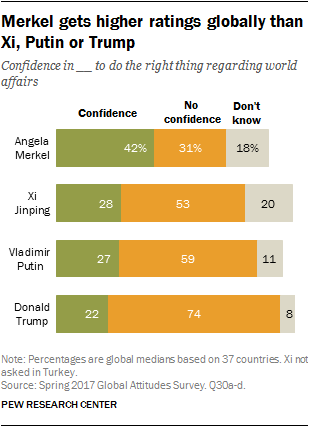 Merkel gets higher ratings globally than
Xi, Putin or Trump
Confidence in __ to do the right thing regarding world
affairs
Confidence No confidence Don't know
Angela Merkel 42% 31% 18%
Xi Jinping 28 53 20
Vladimir Putin 27 59 11
Donald Trump 22 74 8
Note: Percentages are global medians based on 37 countries. Xi not
asked in Turkey.
Source: Spring 2017 Global Attitudes Survey. Q30a-d.
PEW RESEARCH CENTER